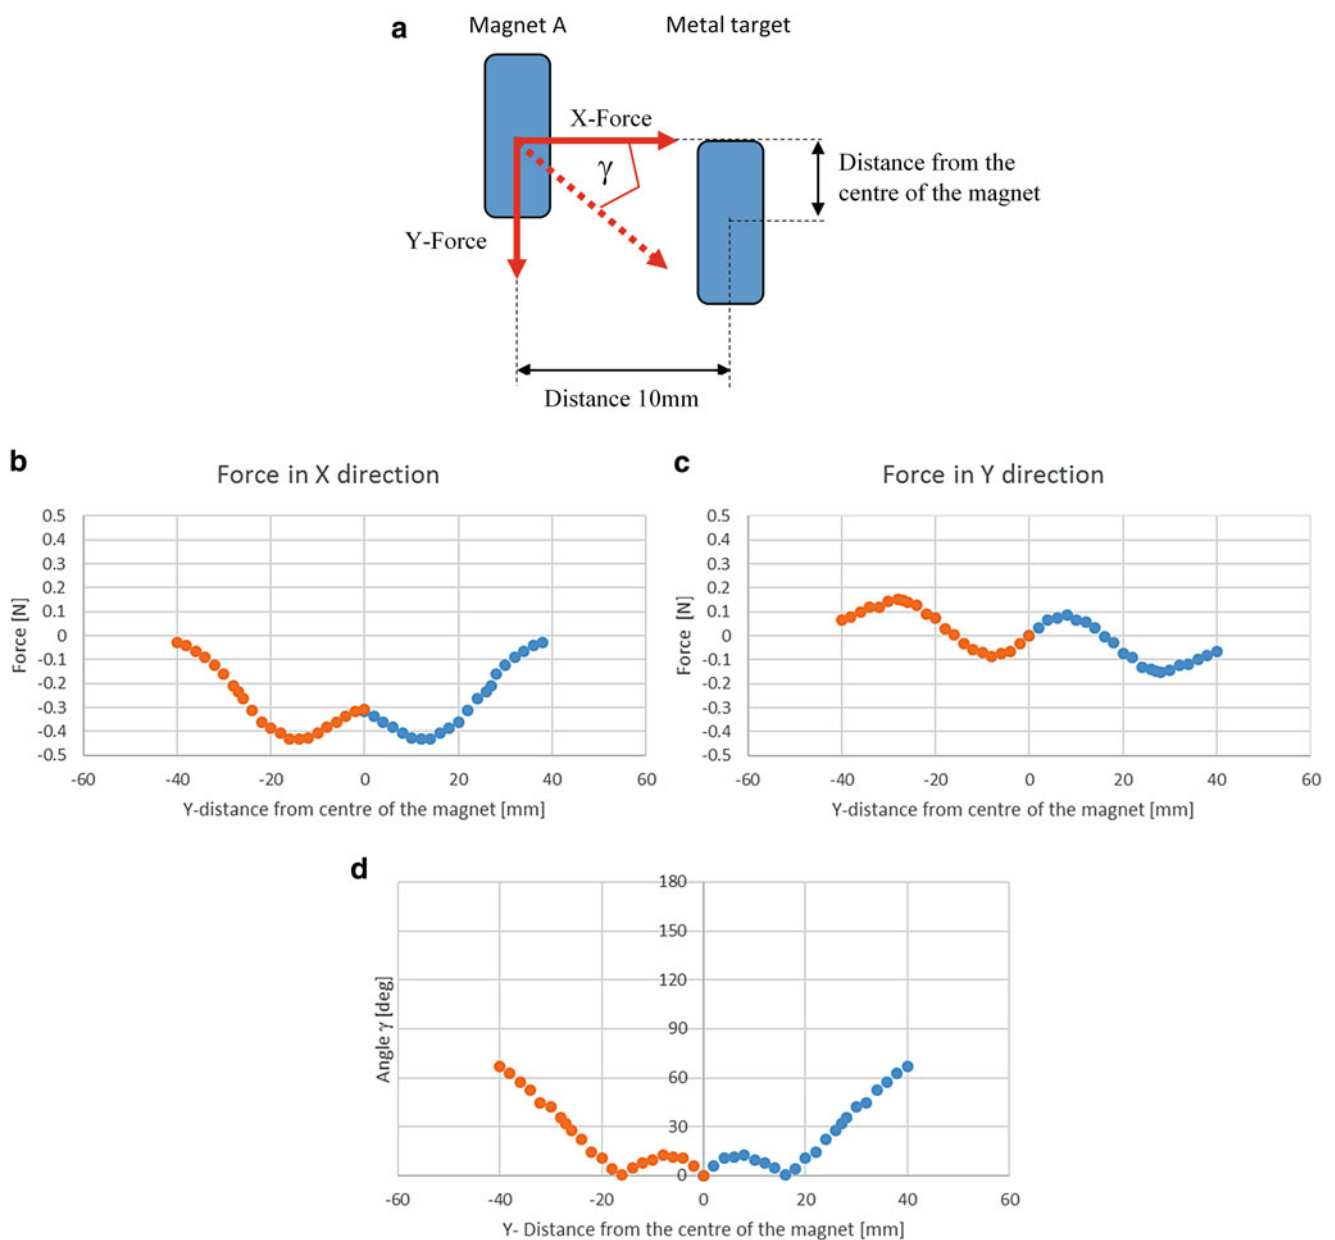 a
Magnet A
Metal target
X-Force
γ
Y-Force
Distance from the
centre of the magnet
Distance 10mm
b
Force in X direction
0.5
0.4
0.3
0.2
0.1
0
-0.1
-0.2
-0.3
-0.4
-0.5
Force [N]
-60
-40
-20
0
20
40
60
Y-distance from centre of the magnet [mm]
c
Force in Y direction
0.5
0.4
0.3
0.2
0.1
0
-0.1
-0.2
-0.3
-0.4
-0.5
Force [N]
-60
-40
-20
0
20
40
60
Y-distance from centre of the magnet [mm]
d
180
150
120
90
60
30
0
Angle γ [deg]
-60
-40
-20
0
20
40
60
Y- Distance from the centre of the magnet [mm]